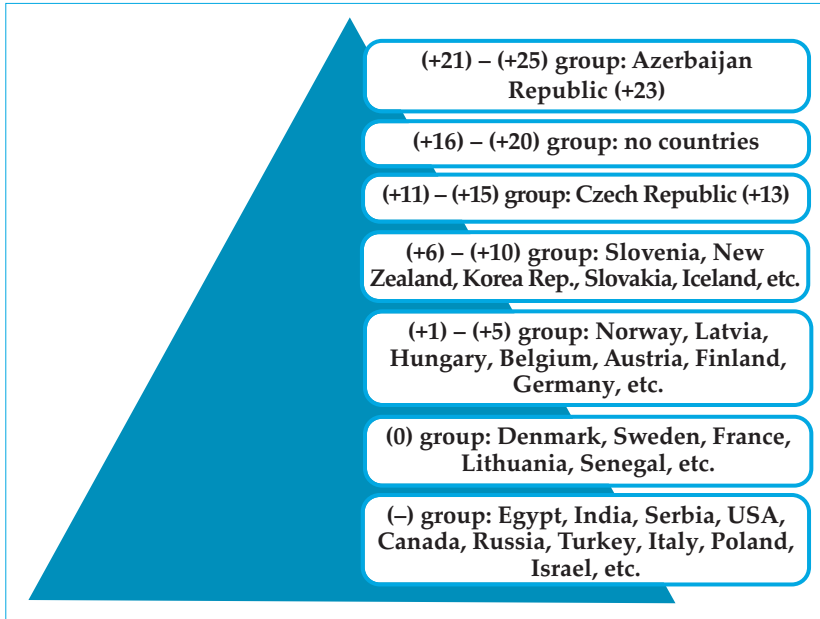 (+21) – (+25) group: Azerbaijan
Republic (+23)
(+16) – (+20) group: no countries
(+11) – (+15) group: Czech Republic (+13)
(+6) – (+10) group: Slovenia, New
Zealand, Korea Rep., Slovakia, Iceland, etc.
(+1) – (+5) group: Norway, Latvia,
Hungary, Belgium, Austria, Finland,
Germany, etc.
(0) group: Denmark, Sweden, France,
Lithuania, Senegal, etc.
(–) group: Egypt, India, Serbia, USA,
Canada, Russia, Turkey, Italy, Poland,
Israel, etc.